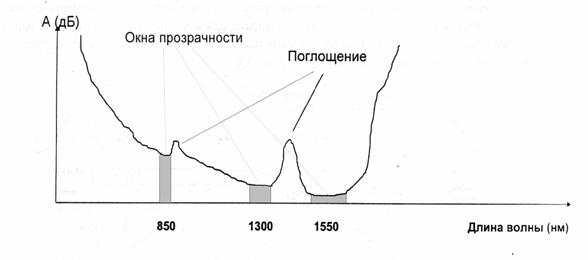 А (дБ)
Окна прозрачности
Поглощение
850
1300
1550
Длина волны (нм)